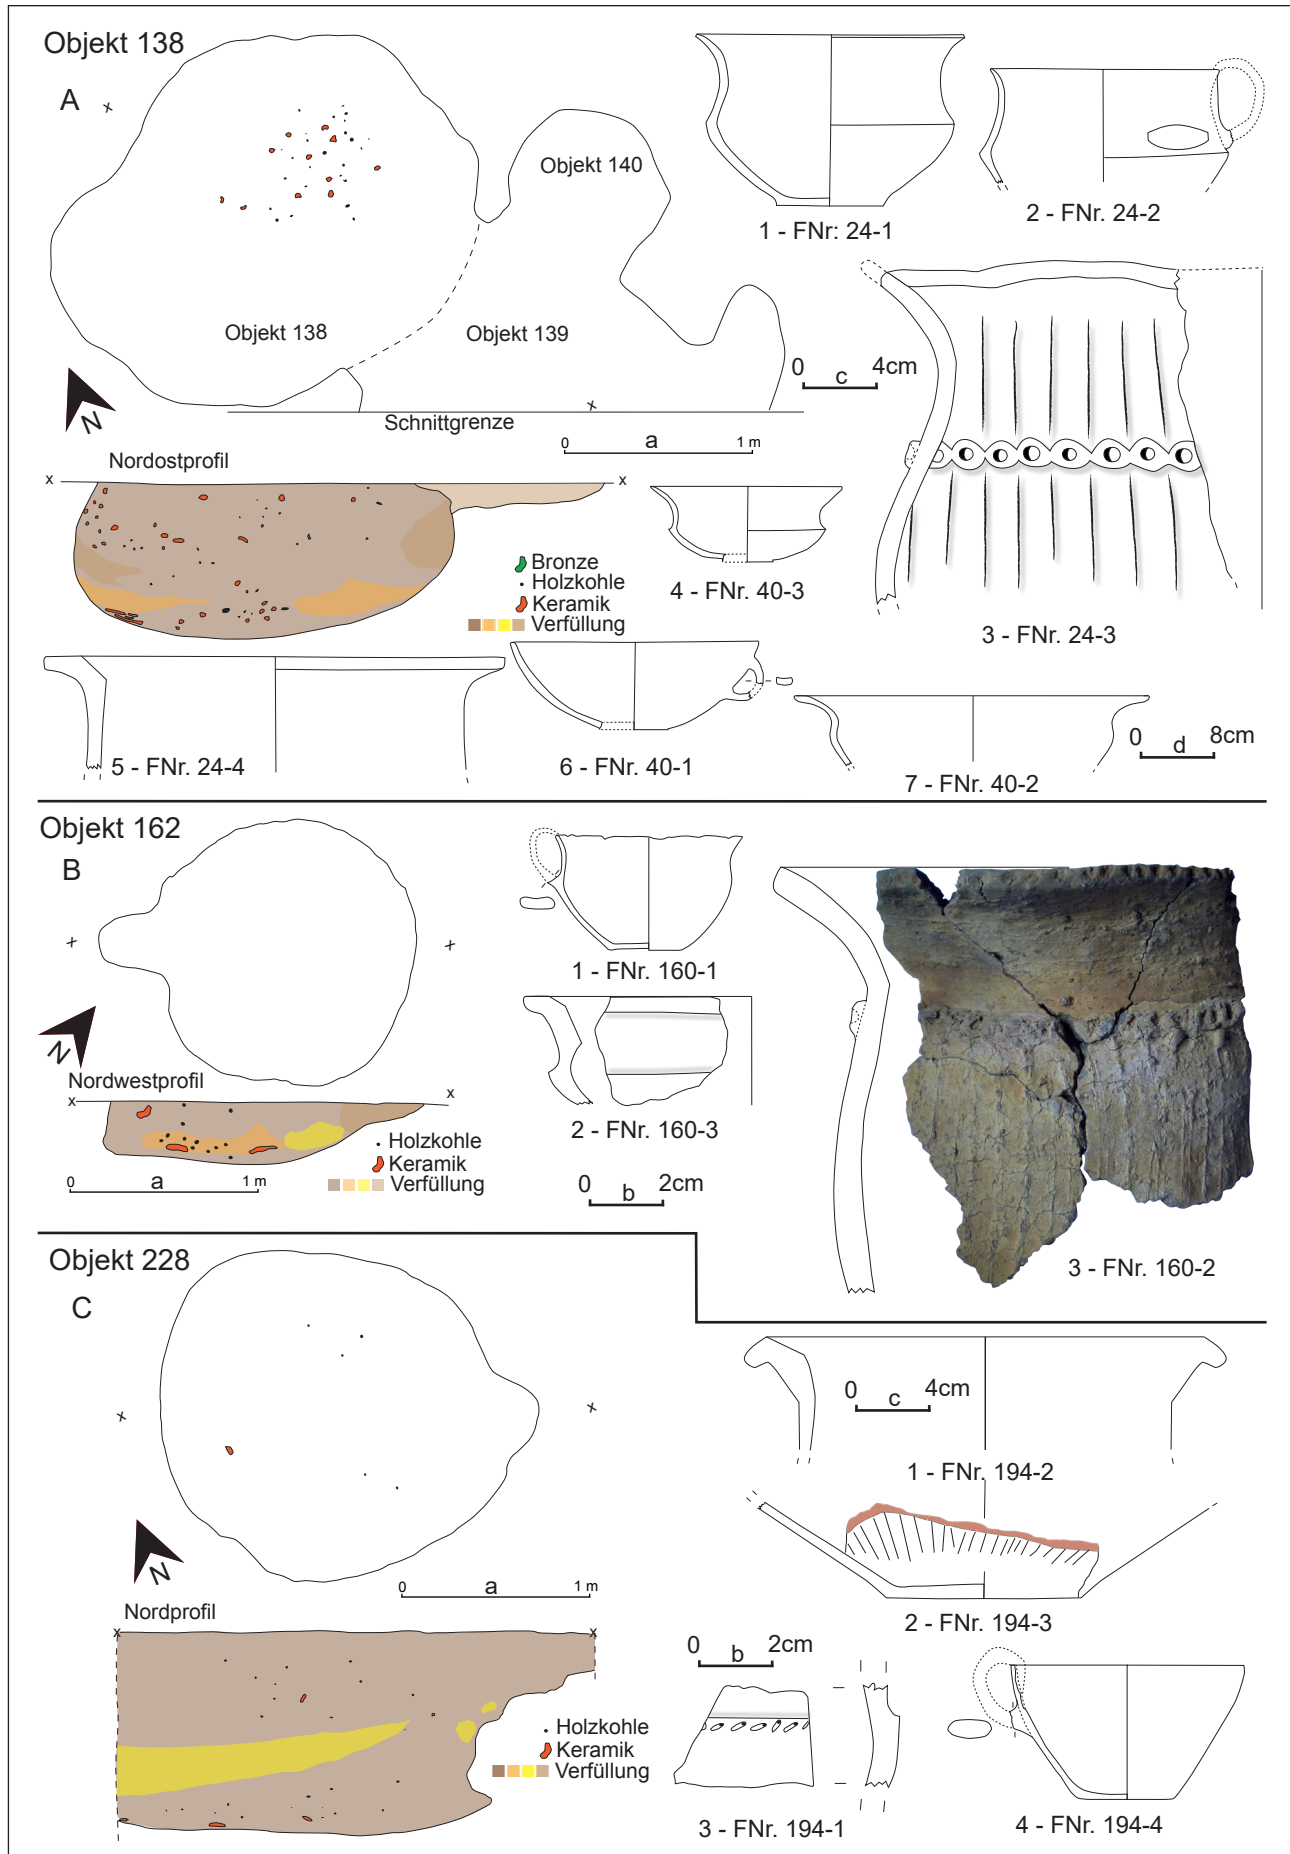 Objekt 138
A
x
Objekt 140
Objekt 138
Objekt 139
N
x
Schnittgrenze
0 a 1 m
1 - FNr: 24-1
2 - FNr. 24-2
0 c 4cm
3 - FNr. 24-3
Nordostprofil
x x
Bronze
Holzkohle
Keramik
Verfüllung
4 - FNr. 40-3
5 - FNr. 24-4
6 - FNr. 40-1
7 - FNr. 40-2
0 d 8cm
Objekt 162
B
x x
N
Nordwestprofil
x x
Holzkohle
Keramik
Verfüllung
0 a 1 m
1 - FNr. 160-1
2 - FNr. 160-3
0 b 2cm
3 - FNr. 160-2
Objekt 228
C
x x
N
0 a 1 m
Nordprofil
x x
Holzkohle
Keramik
Verfüllung
0 c 4cm
1 - FNr. 194-2
2 - FNr. 194-3
0 b 2cm
3 - FNr. 194-1
4 - FNr. 194-4